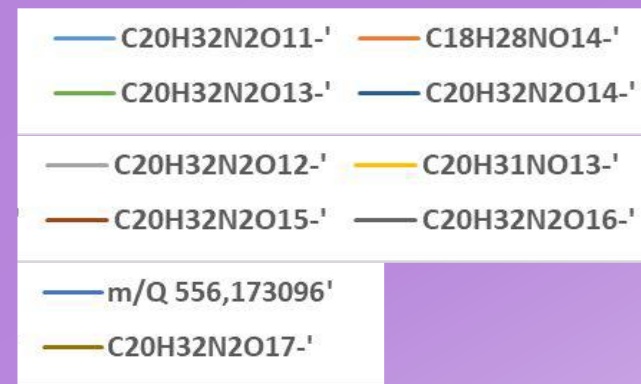 C20H32N2O11-' C18H28NO14-'
C20H32N2O13-' C20H32N2O14-'
C20H32N2O12-' C20H31NO13-'
C20H32N2O15-' C20H32N2O16-'
m/Q 556,173096'
C20H32N2O17-'